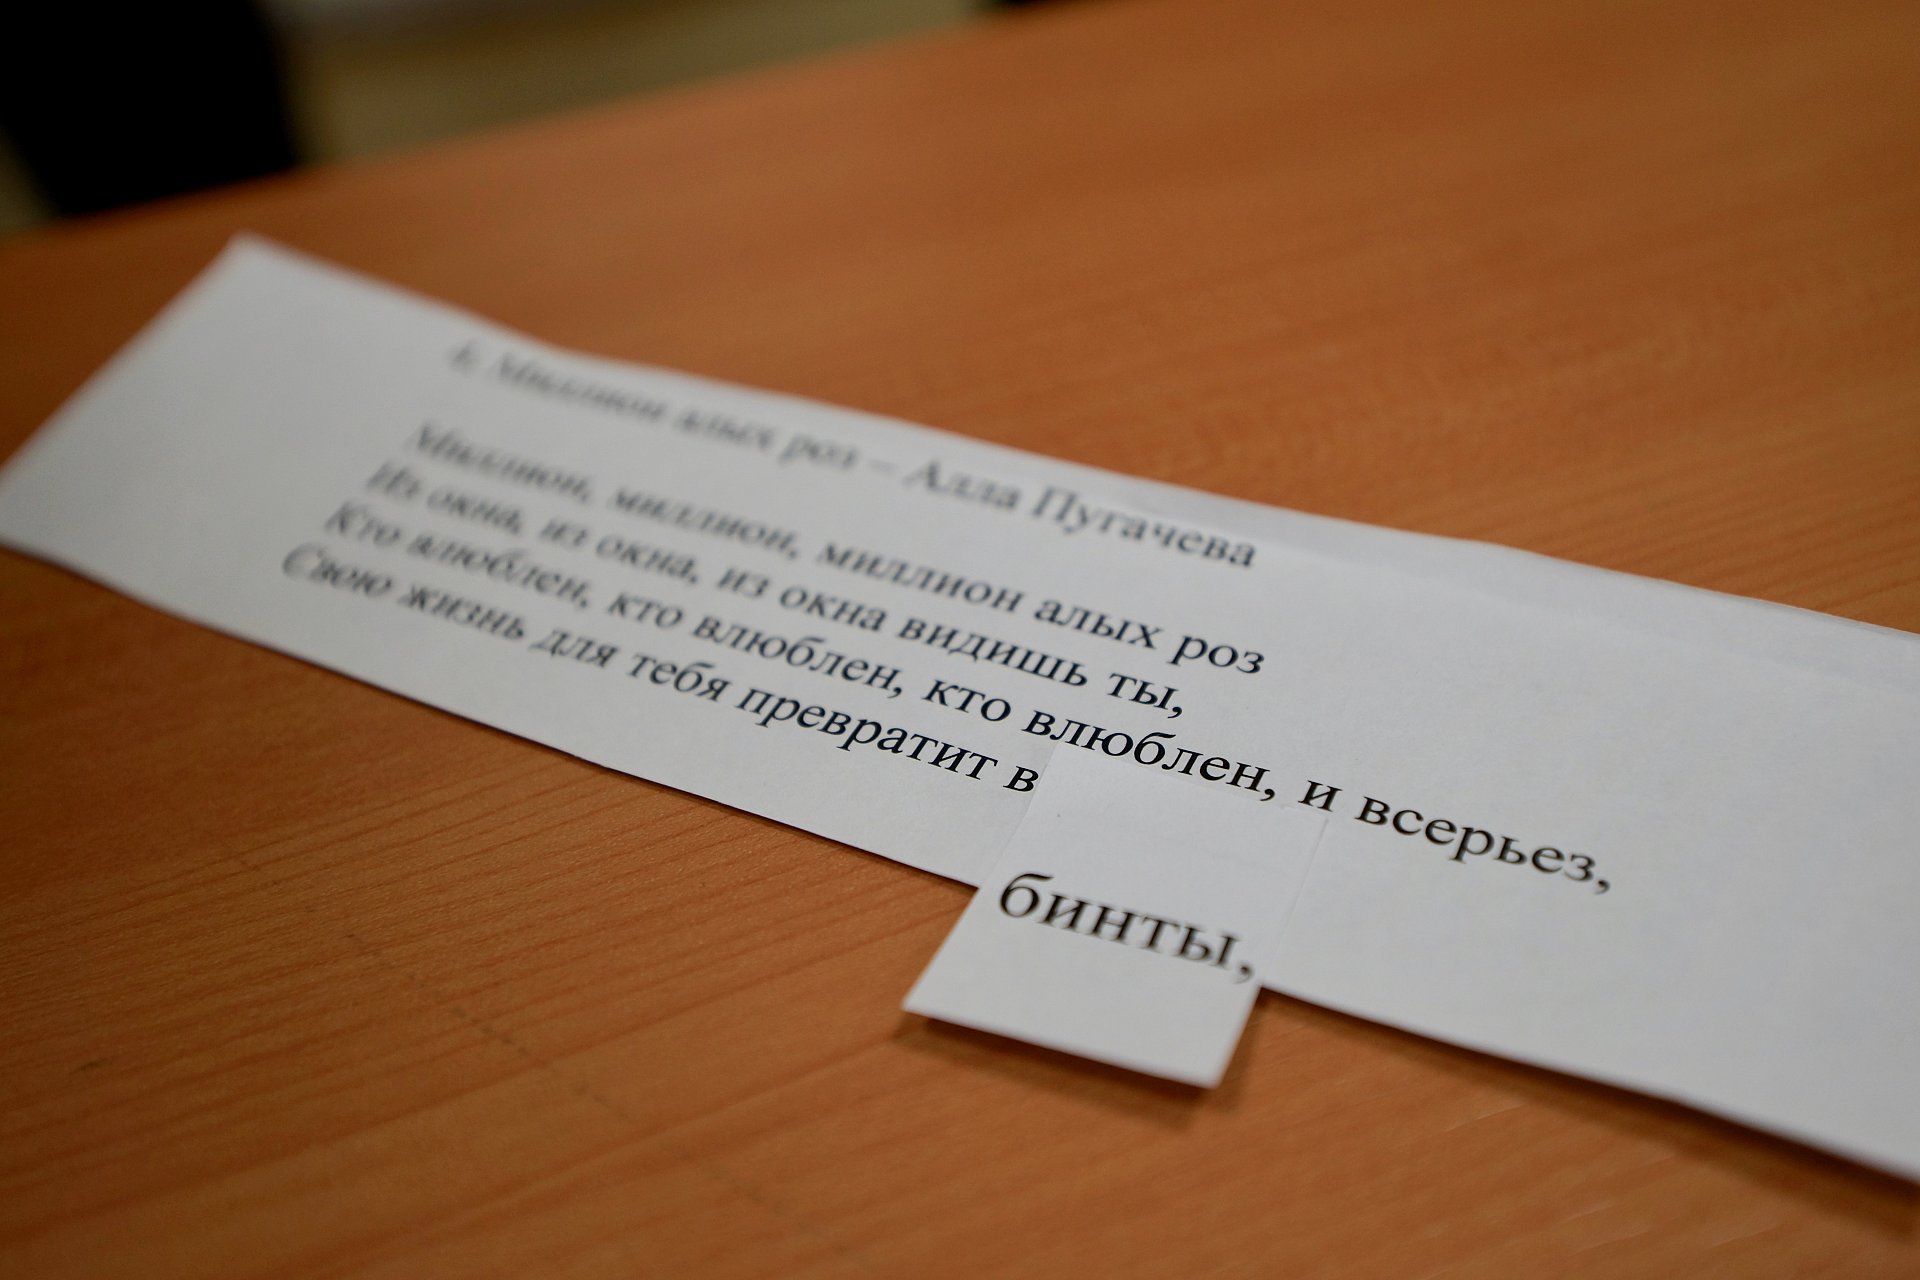 Миллион алых роз – Алла Пугачева
Миллион, миллион, миллион алых роз
Из окна, из окна, из окна видишь ты,
Кто влюблен, кто влюблен, кто влюблен, и всерьез,
Свою жизнь для тебя превратит в
бинты,